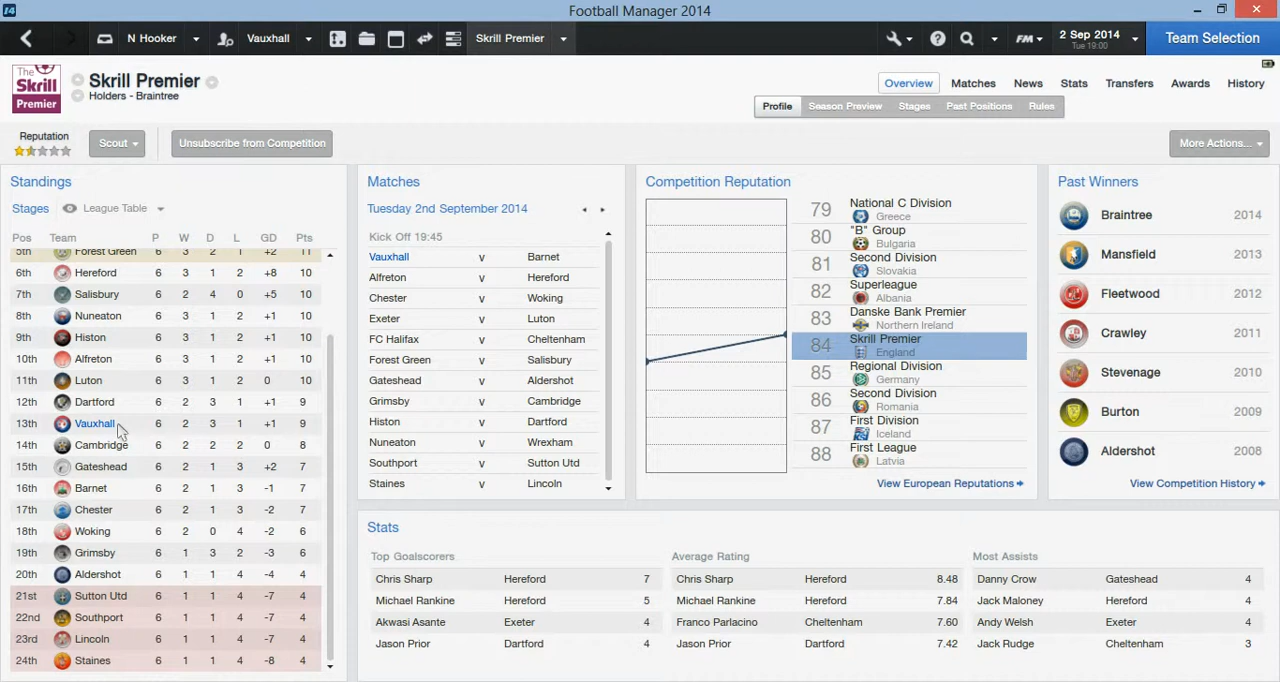 Football Manager 2014
N Hooker Vauxhall Skrill Premier FM 2 Sep 2014 Tue 19:00 Team Selection
The Skrill Premier
Skrill Premier
Holders - Braintree
Overview Matches News Stats Transfers Awards History
Profile Season Preview Stages Past Positions Rules
Reputation
Scout Unsubscribe from Competition More Actions...
Standings
Stages League Table
Pos Team P W D L GD Pts
5th Forest Green 6 3 2 1 +2 11
6th Hereford 6 3 1 2 +8 10
7th Salisbury 6 2 4 0 +5 10
8th Nuneaton 6 3 1 2 +1 10
9th Histon 6 3 1 2 +1 10
10th Alfreton 6 3 1 2 +1 10
11th Luton 6 3 1 2 0 10
12th Dartford 6 2 3 1 +1 9
13th Vauxhall 6 2 3 1 +1 9
14th Cambridge 6 2 2 2 0 8
15th Gateshead 6 2 1 3 +2 7
16th Barnet 6 2 1 3 -1 7
17th Chester 6 2 1 3 -2 7
18th Woking 6 2 0 4 -2 6
19th Grimsby 6 1 3 2 -3 6
20th Aldershot 6 1 1 4 -4 4
21st Sutton Utd 6 1 1 4 -7 4
22nd Southport 6 1 1 4 -7 4
23rd Lincoln 6 1 1 4 -7 4
24th Staines 6 1 1 4 -8 4
Matches
Tuesday 2nd September 2014
Kick Off 19:45
Vauxhall v Barnet
Alfreton v Hereford
Chester v Woking
Exeter v Luton
FC Halifax v Cheltenham
Forest Green v Salisbury
Gateshead v Aldershot
Grimsby v Cambridge
Histon v Dartford
Nuneaton v Wrexham
Southport v Sutton Utd
Staines v Lincoln
Competition Reputation
79 National C Division
Greece
80 "B" Group
Bulgaria
81 Second Division
Slovakia
82 Superleague
Albania
83 Danske Bank Premier
Northern Ireland
84 Skrill Premier
England
85 Regional Division
Germany
86 Second Division
Romania
87 First Division
Iceland
88 First League
Latvia
View European Reputations
Past Winners
Braintree 2014
Mansfield 2013
Fleetwood 2012
Crawley 2011
Stevenage 2010
Burton 2009
Aldershot 2008
View Competition History
Stats
Top Goalscorers
Chris Sharp Hereford 7
Michael Rankine Hereford 5
Akwasi Asante Exeter 4
Jason Prior Dartford 4
Average Rating
Chris Sharp Hereford 8.48
Michael Rankine Hereford 7.84
Franco Parlacino Cheltenham 7.60
Jason Prior Dartford 7.42
Most Assists
Danny Crow Gateshead 4
Jack Maloney Hereford 4
Andy Welsh Exeter 4
Jack Rudge Cheltenham 3